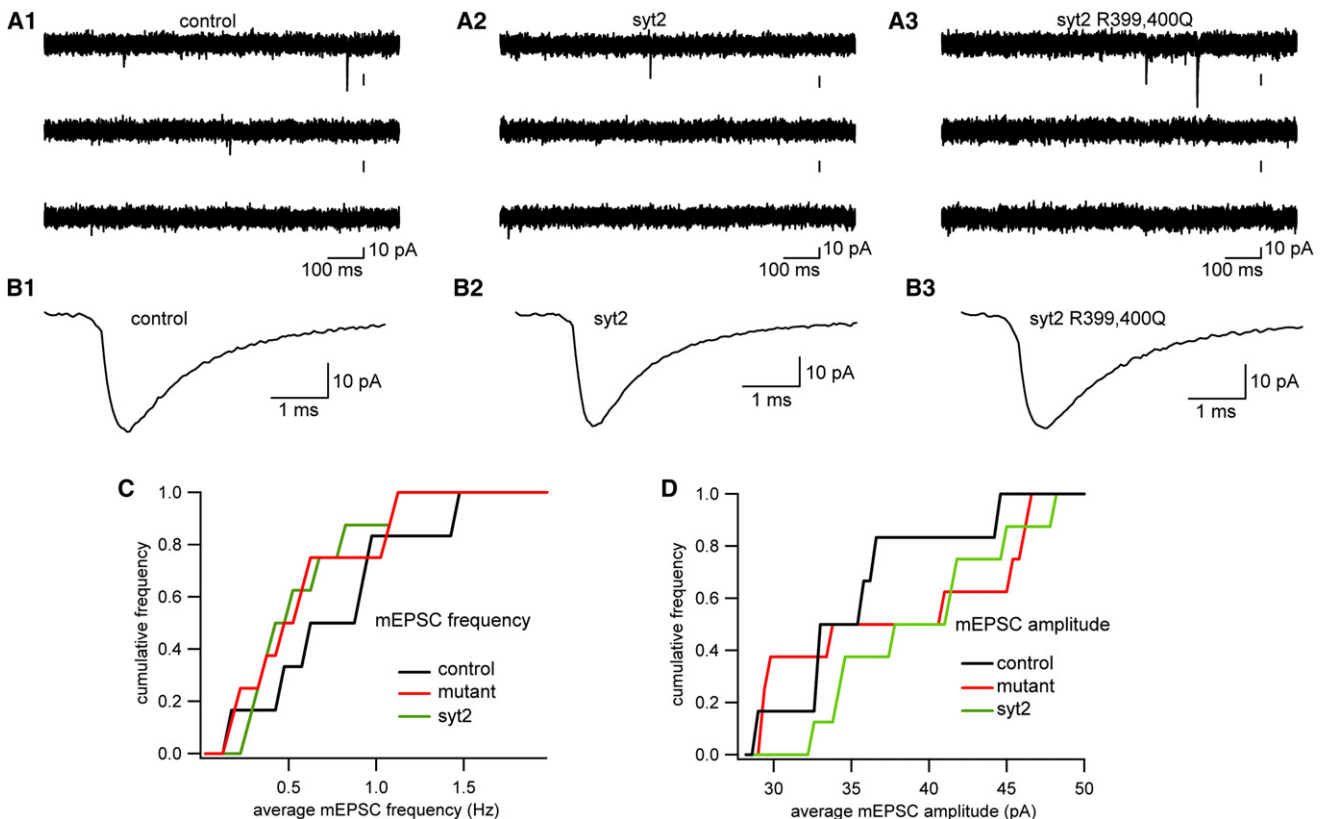 A1
control
A2
syt2
A3
syt2 R399,400Q
10 pA
100 ms
10 pA
100 ms
10 pA
100 ms
B1
control
10 pA
1 ms
B2
syt2
10 pA
1 ms
B3
syt2 R399,400Q
10 pA
1 ms
C
cumulative frequency
1.0
0.8
0.6
0.4
0.2
0.0
mEPSC frequency
control
mutant
syt2
0.5
1.0
1.5
average mEPSC frequency (Hz)
D
cumulative frequency
1.0
0.8
0.6
0.4
0.2
0.0
mEPSC amplitude
control
mutant
syt2
30
35
40
45
50
average mEPSC amplitude (pA)